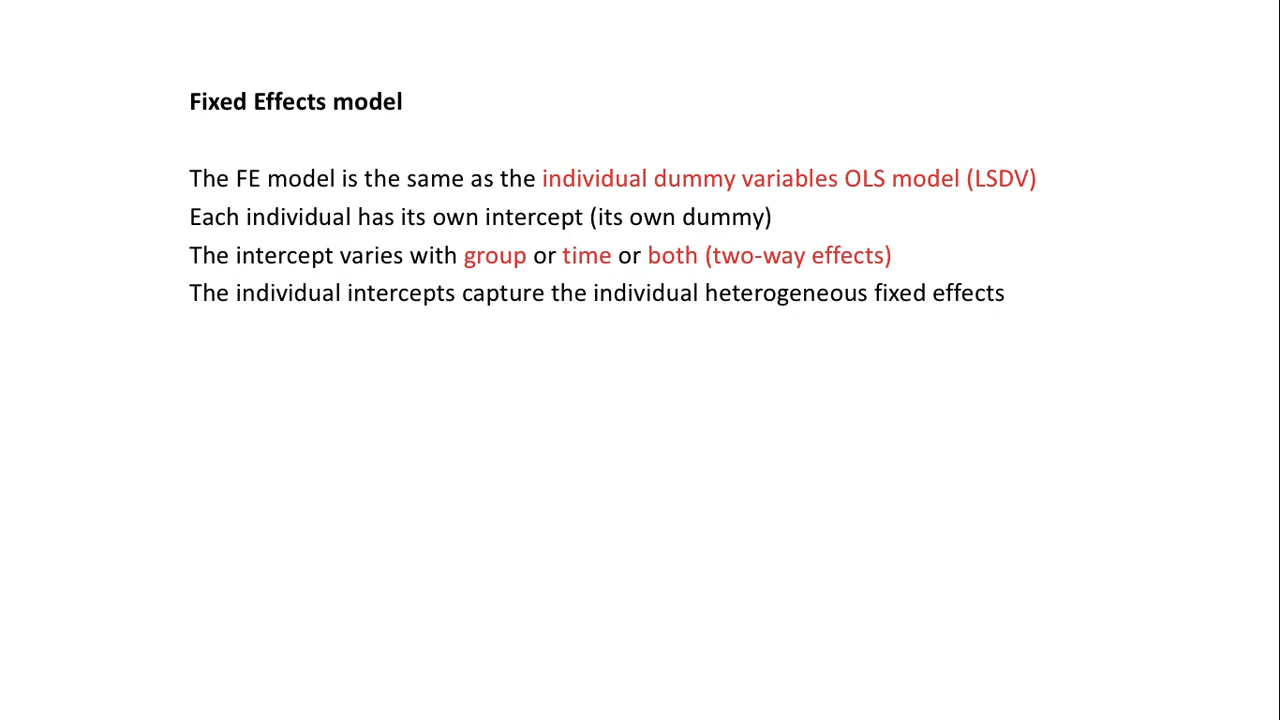 Fixed Effects model
The FE model is the same as the individual dummy variables OLS model (LSDV)
Each individual has its own intercept (its own dummy)
The intercept varies with group or time or both (two-way effects)
The individual intercepts capture the individual heterogeneous fixed effects